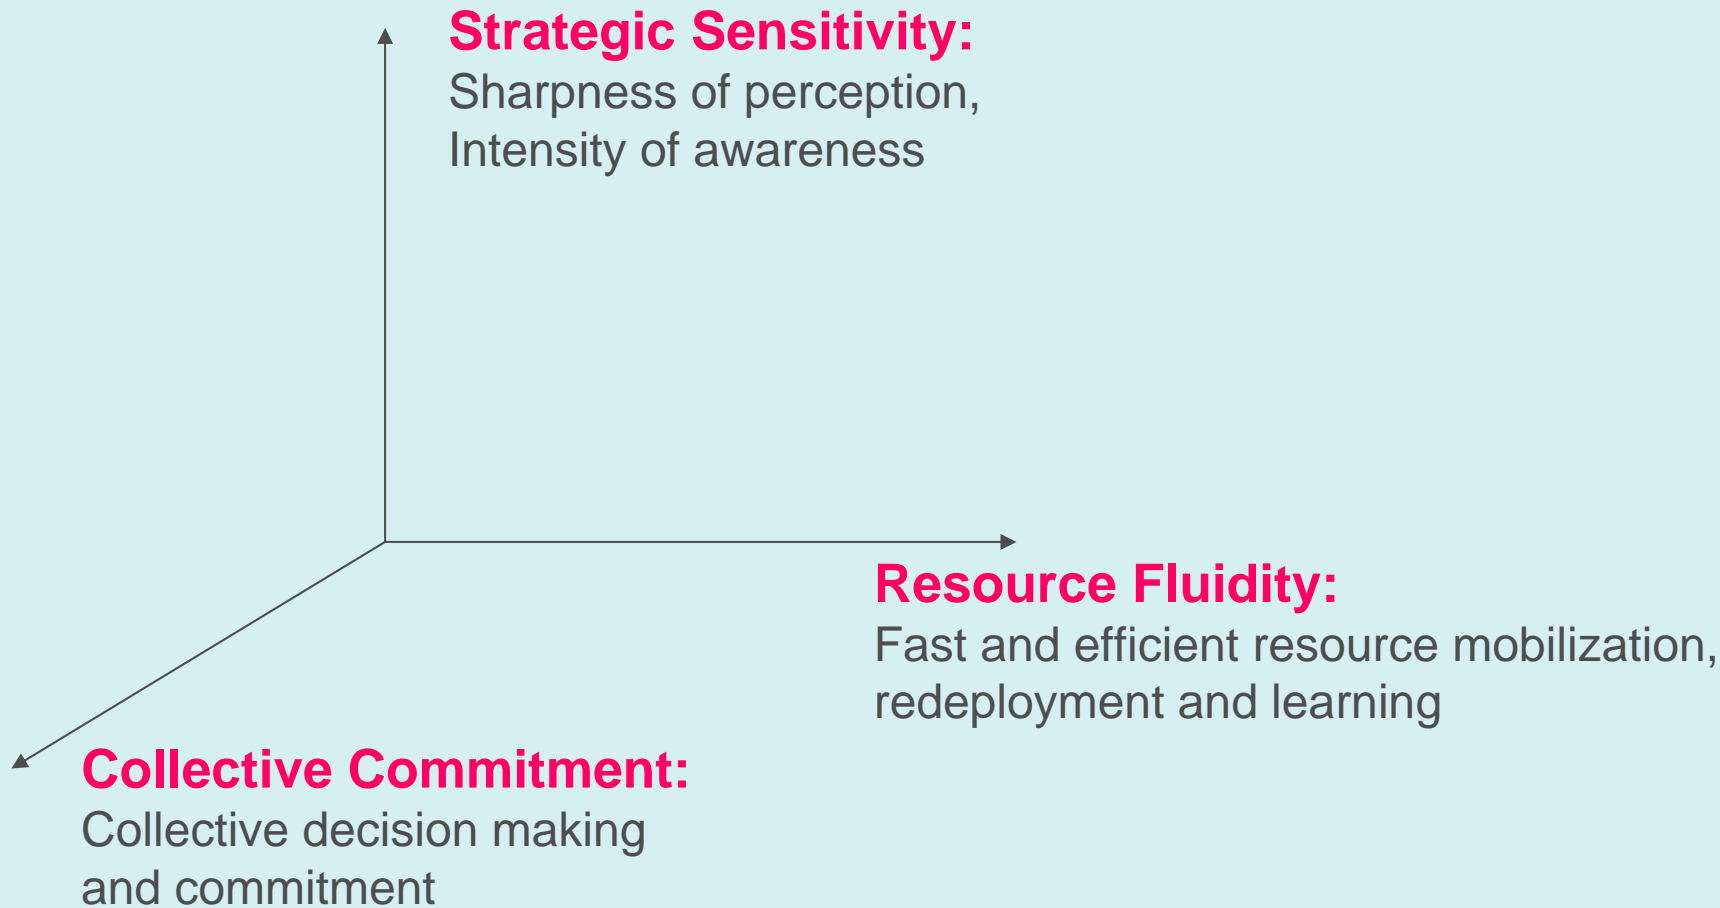 Strategic Sensitivity:
Sharpness of perception,
Intensity of awareness
Resource Fluidity:
Fast and efficient resource mobilization,
redeployment and learning
Collective Commitment:
Collective decision making
and commitment